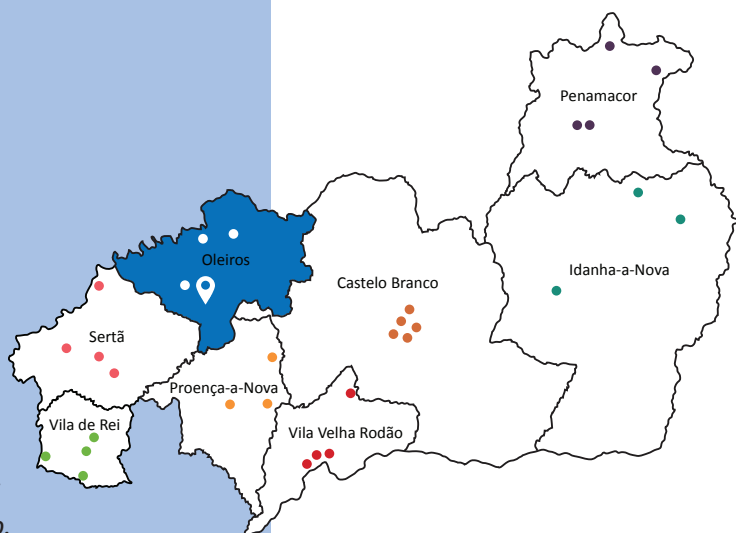 Penamacor
Oleiros
Idanha-a-Nova
Castelo Branco
Sertã
Proença-a-Nova
Vila de Rei
Vila Velha Rodão